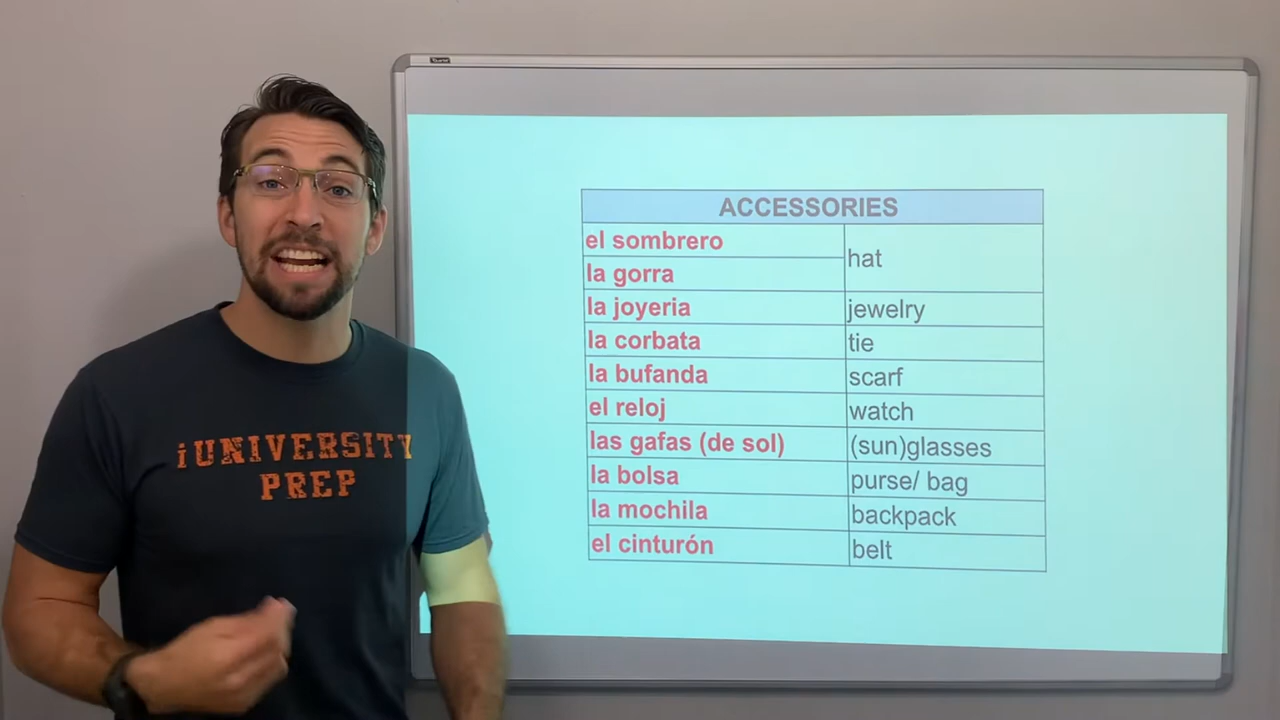 iUNIVERSITY
PREP
ACCESSORIES
el sombrero
la gorra
hat
la joyeria jewelry
la corbata tie
la bufanda scarf
el reloj watch
las gafas (de sol) (sun)glasses
la bolsa purse/ bag
la mochila backpack
el cinturón belt